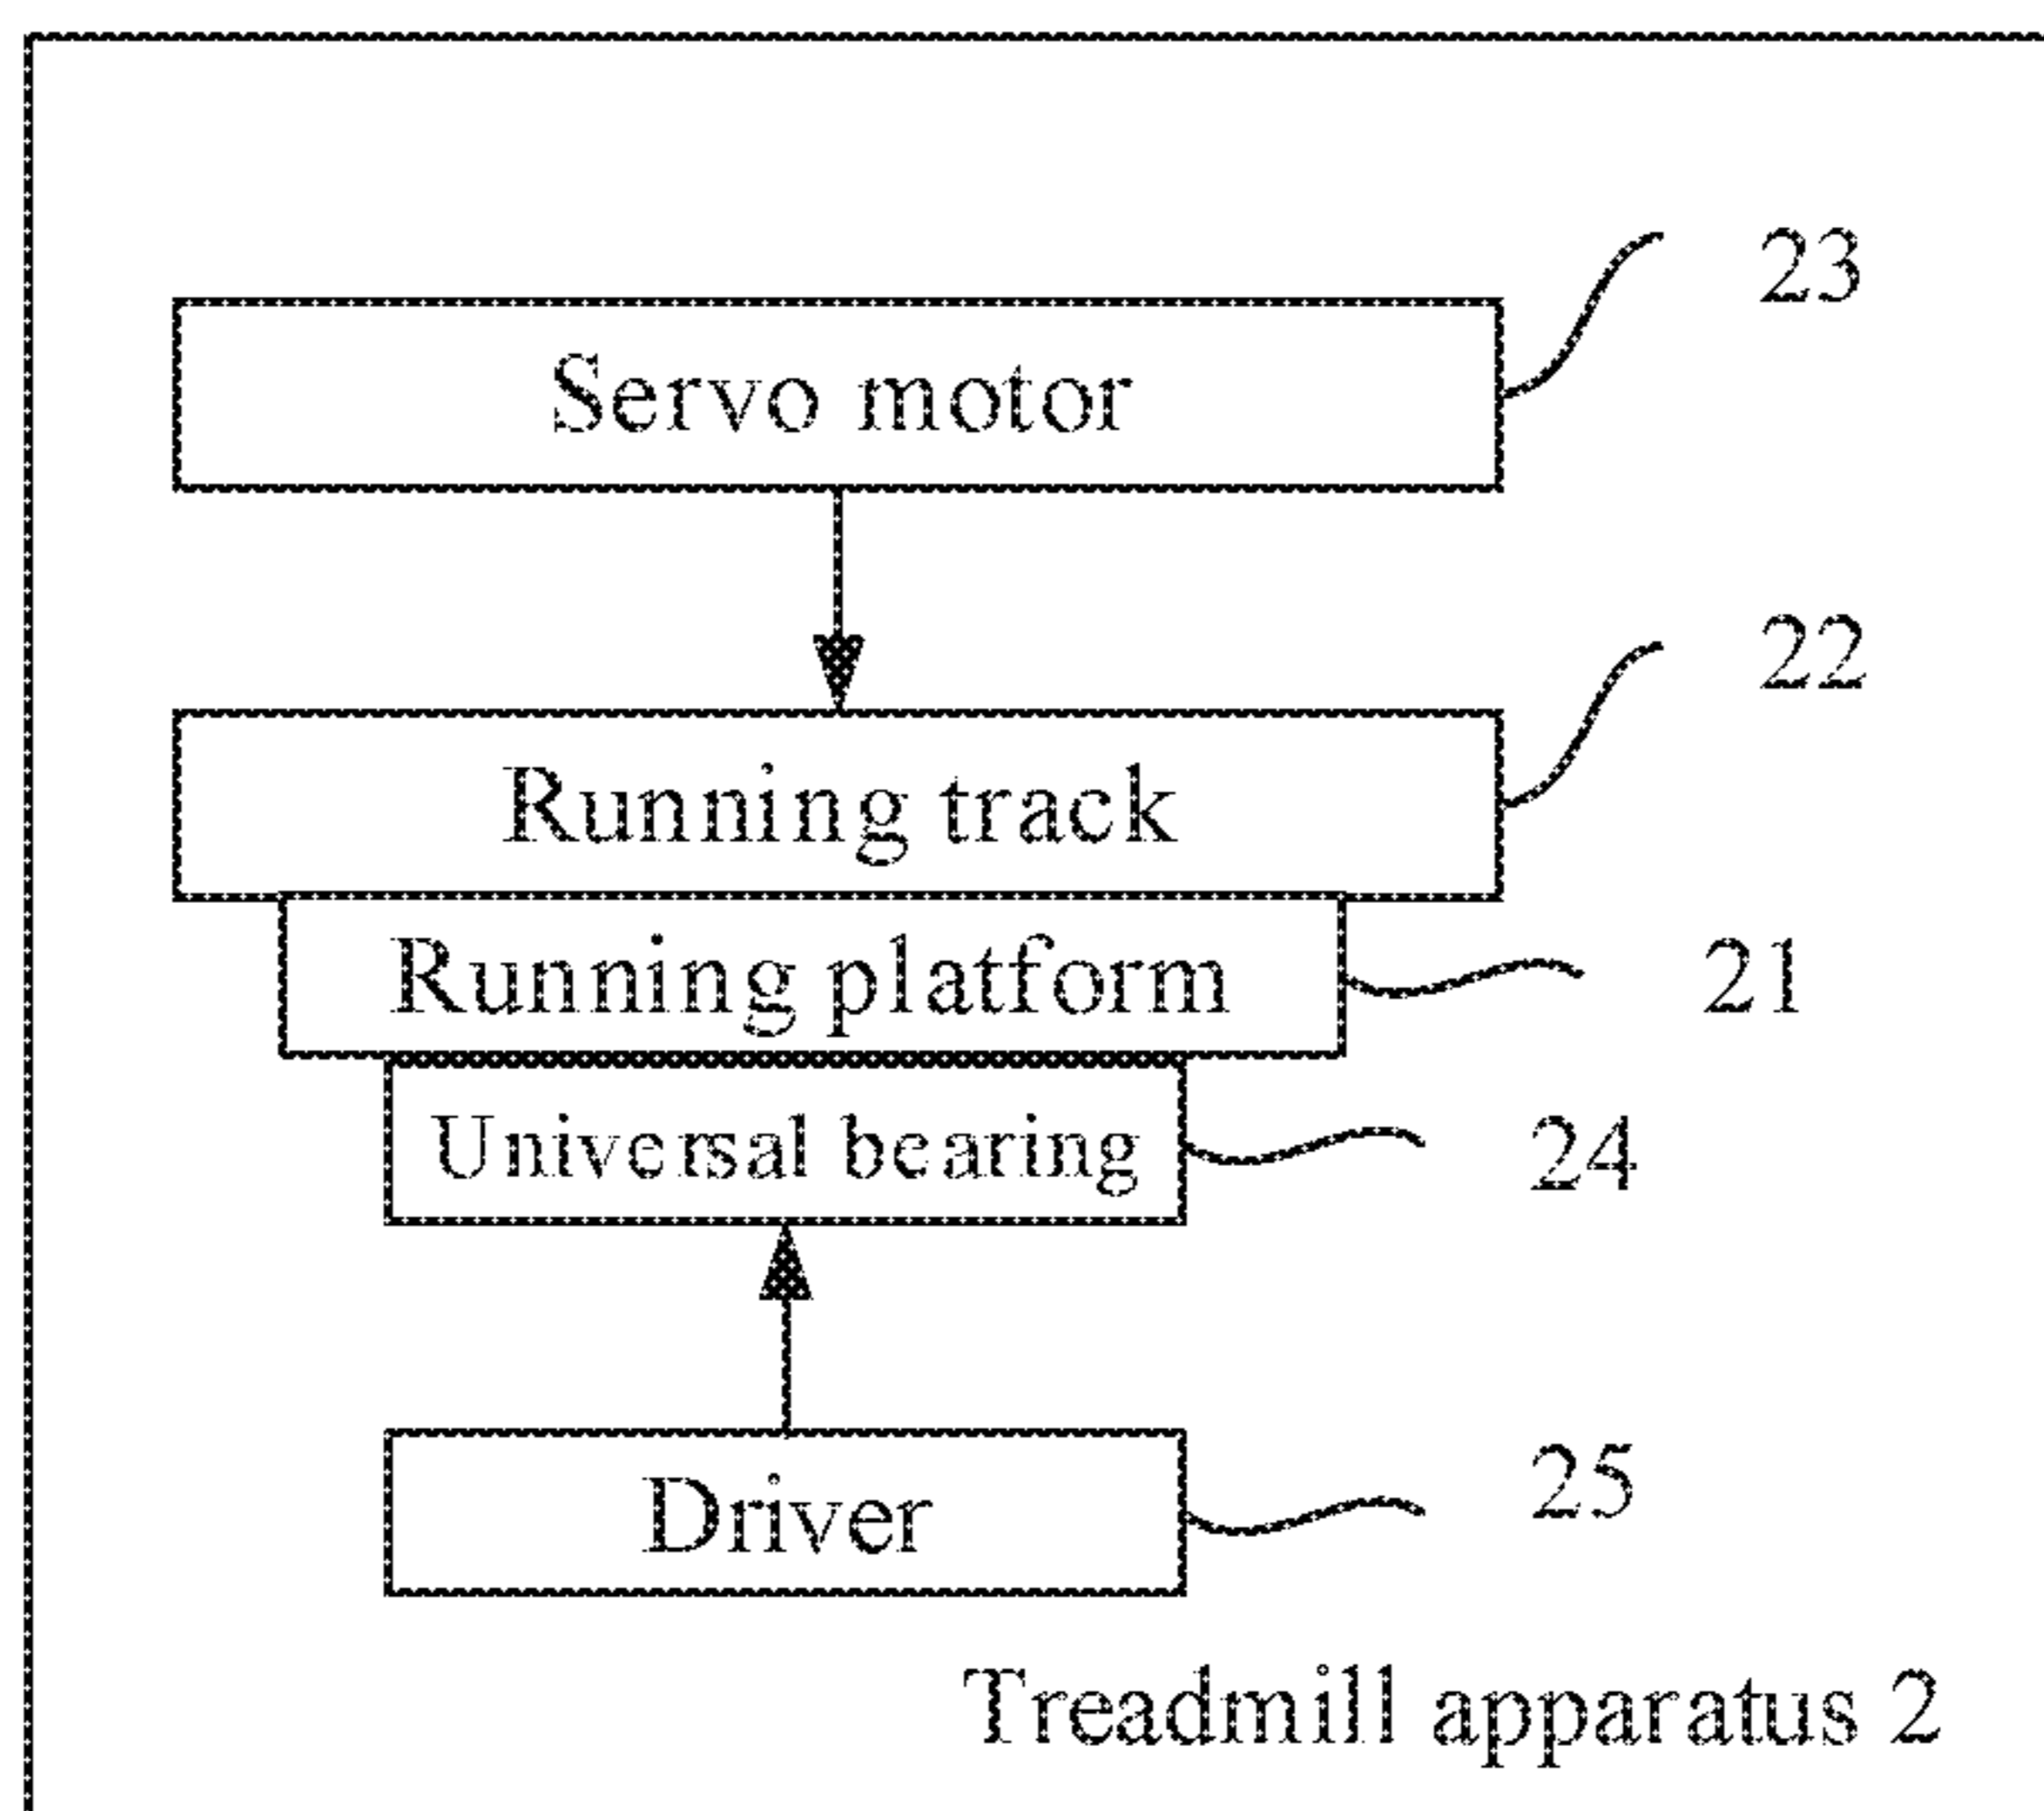 23
Servo motor
22
Running track
Running platform
21
Universal bearing
24
25
Driver
Treadmill apparatus 2